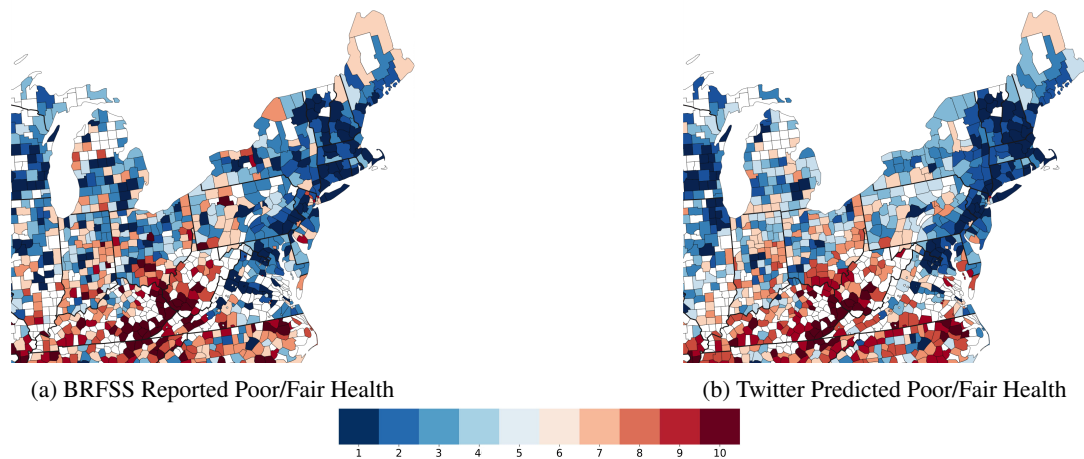 (a) BRFSS Reported Poor/Fair Health
(b) Twitter Predicted Poor/Fair Health
1 2 3 4 5 6 7 8 9 10